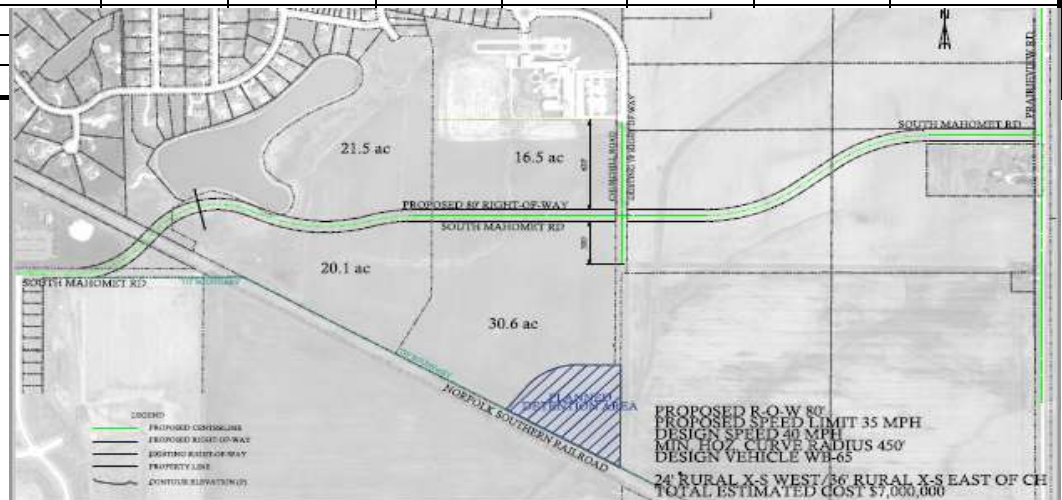 N
PRAIRIEVIEW RD
SOUTH MAHOMET RD
21.5 ac
16.5 ac
CHURCHILL ROAD
PROPOSED 80' RIGHT-OF-WAY
SOUTH MAHOMET RD
20.1 ac
SOUTH MAHOMET RD
30.6 ac
PLANNED
DETENTION AREA
NORFOLK SOUTHERN RAILROAD
LEGEND
PROPOSED CENTERLINE
PROPOSED RIGHT-OF-WAY
EXISTING RIGHT-OF-WAY
PROPERTY LINE
PROPOSED R-O-W 80'
PROPOSED SPEED LIMIT 35 MPH
DESIGN SPEED 40 MPH
MIN HOZ. CURVE RADIUS 450'
DESIGN VEHICLE WB-65
24' RURAL X-S WEST/36' RURAL X-S EAST OF CH
TOTAL ESTIMATED COST $7,000,000